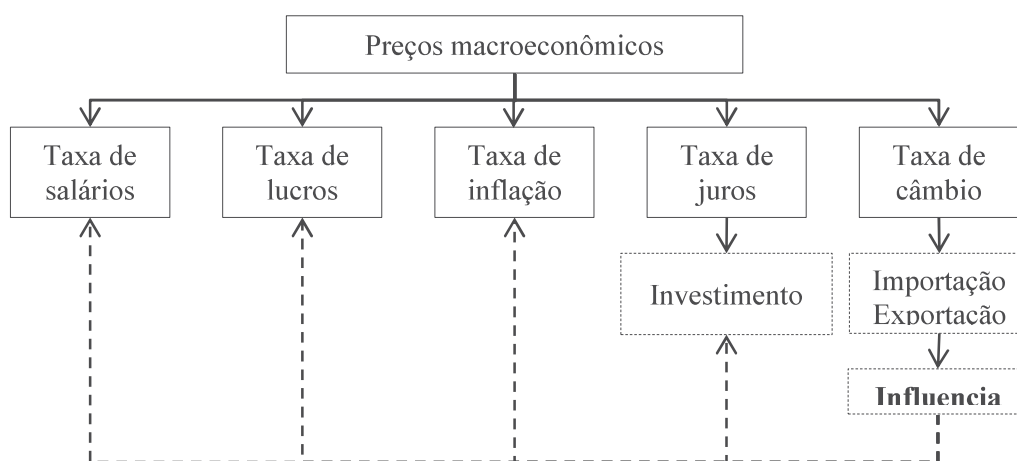 Preços macroeconômicos
Taxa de
salários
Taxa de
lucros
Taxa de
inflação
Taxa de
juros
Taxa de
câmbio
Investimento
Importação
Exportação
Influencia